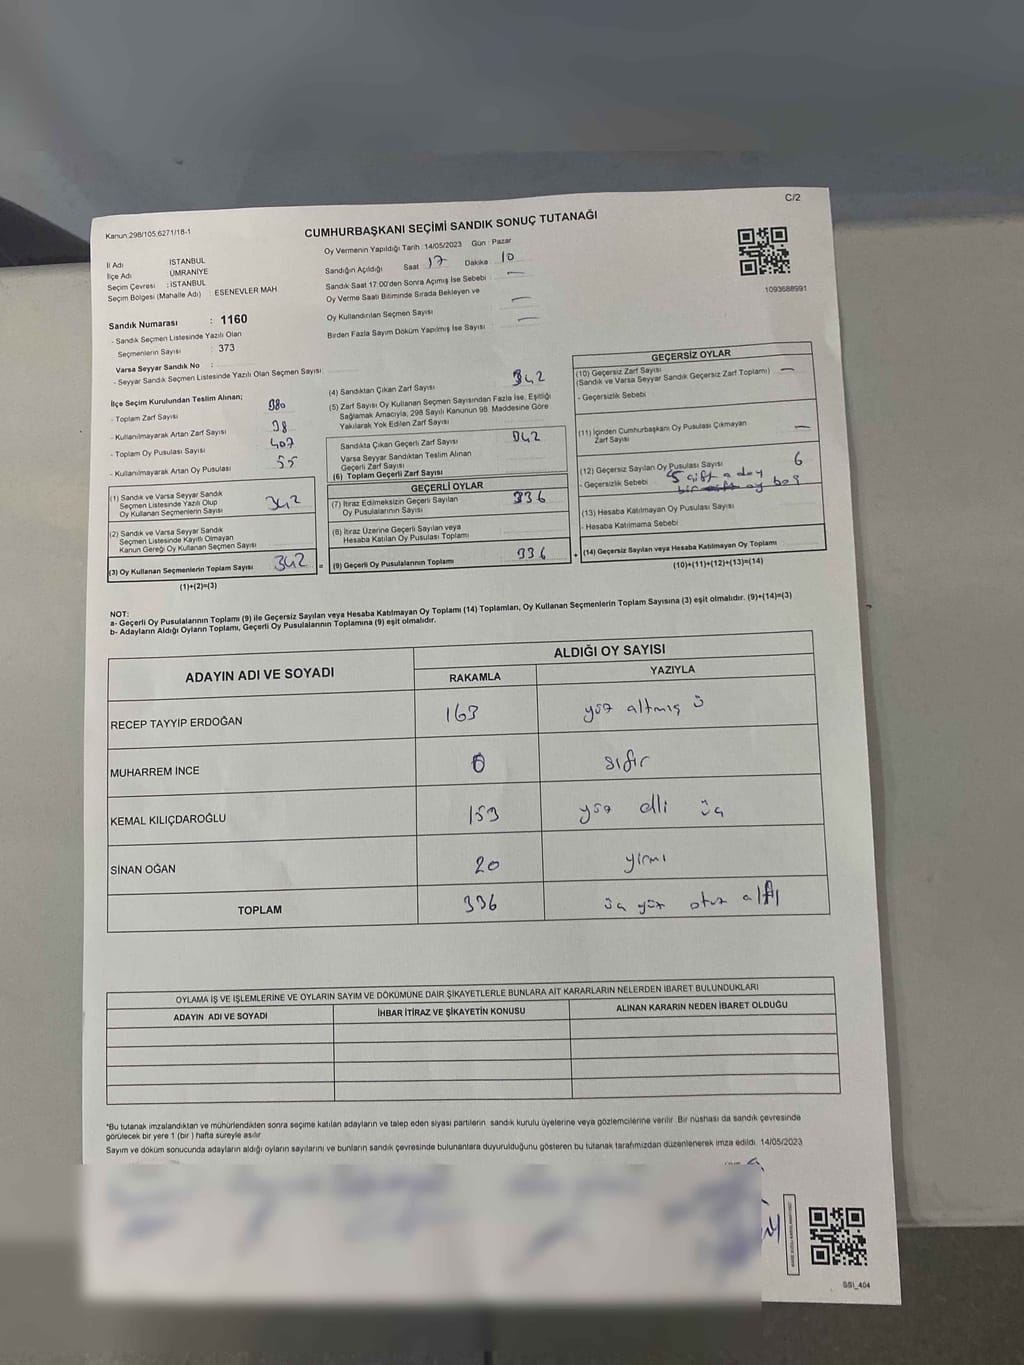 C/2
Kanun:298/105,6271/18-1
CUMHURBAŞKANI SEÇİMİ SANDIK SONUÇ TUTANAĞI
Oy Vermenin Yapıldığı Tarih :14/05/2023 Gün : Pazar
İl Adı : İSTANBUL
İlçe Adı : ÜMRANİYE
Seçim Çevresi : İSTANBUL
Seçim Bölgesi (Mahalle Adı) : ESENEVLER MAH
Sandığın Açıldığı Saat 17 Dakika 10
Sandık Saat 17:00'den Sonra Açımış İse Sebebi —
Oy Verme Saati Bitiminde Sırada Bekleyen ve
Oy Kullandırılan Seçmen Sayısı —
Birden Fazla Sayım Döküm Yapılmış İse Sayısı —
1093688991
Sandık Numarası : 1160
- Sandık Seçmen Listesinde Yazılı Olan
Seçmenlerin Sayısı : 373
Varsa Seyyar Sandık No :
- Seyyar Sandık Seçmen Listesinde Yazılı Olan Seçmen Sayısı:
İlçe Seçim Kurulundan Teslim Alınan;
- Toplam Zarf Sayısı 380
- Kullanılmayarak Artan Zarf Sayısı 38
- Toplam Oy Pusulası Sayısı 407
- Kullanılmayarak Artan Oy Pusulası 55
(1) Sandık ve Varsa Seyyar Sandık
Seçmen Listesinde Yazılı Olup
Oy Kullanan Seçmenlerin Sayısı 342
(2) Sandık ve Varsa Seyyar Sandık
Seçmen Listesinde Kayıtlı Olmayan
Kanun Gereği Oy Kullanan Seçmen Sayısı
(3) Oy Kullanan Seçmenlerin Toplam Sayısı 342 =
(1)+(2)=(3)
(4) Sandıktan Çıkan Zarf Sayısı 342
(5) Zarf Sayısı Oy Kullanan Seçmen Sayısından Fazla İse, Eşitliği
Sağlamak Amacıyla, 298 Sayılı Kanunun 98. Maddesine Göre
Yakılarak Yok Edilen Zarf Sayısı
Sandıkta Çıkan Geçerli Zarf Sayısı 342
Varsa Seyyar Sandıktan Teslim Alınan
Geçerli Zarf Sayısı
(6) Toplam Geçerli Zarf Sayısı
GEÇERLİ OYLAR
(7) İtiraz Edilmeksizin Geçerli Sayılan
Oy Pusulalarının Sayısı 336
(8) İtiraz Üzerine Geçerli Sayılan veya
Hesaba Katılan Oy Pusulası Toplamı
(9) Geçerli Oy Pusulalarının Toplamı 336 +
GEÇERSİZ OYLAR
(10) Geçersiz Zarf Sayısı
(Sandık ve Varsa Seyyar Sandık Geçersiz Zarf Toplamı) —
- Geçersizlik Sebebi
(11) İçinden Cumhurbaşkanı Oy Pusulası Çıkmayan
Zarf Sayısı —
(12) Geçersiz Sayılan Oy Pusulası Sayısı 6
- Geçersizlik Sebebi 5 çift aday
bir oy boş
(13) Hesaba Katılmayan Oy Pusulası Sayısı
- Hesaba Katılmama Sebebi
(14) Geçersiz Sayılan veya Hesaba Katılmayan Oy Toplamı
(10)+(11)+(12)+(13)=(14)
NOT:
a- Geçerli Oy Pusulalarının Toplamı (9) ile Geçersiz Sayılan veya Hesaba Katılmayan Oy Toplamı (14) Toplamları, Oy Kullanan Seçmenlerin Toplam Sayısına (3) eşit olmalıdır. (9)+(14)=(3)
b- Adayların Aldığı Oyların Toplamı, Geçerli Oy Pusulalarının Toplamına (9) eşit olmalıdır.
ADAYIN ADI VE SOYADI
ALDIĞI OY SAYISI
RAKAMLA YAZIYLA
RECEP TAYYİP ERDOĞAN 163 yüz altmış ü
MUHARREM İNCE 0 sıfır
KEMAL KILIÇDAROĞLU 153 yüz elli üç
SİNAN OĞAN 20 yirmi
TOPLAM 336 üç yüz otuz altı
OYLAMA İŞ VE İŞLEMLERİNE VE OYLARIN SAYIM VE DÖKÜMÜNE DAİR ŞİKAYETLERLE BUNLARA AİT KARARLARIN NELERDEN İBARET BULUNDUKLARI
ADAYIN ADI VE SOYADI İHBAR İTİRAZ VE ŞİKAYETİN KONUSU ALINAN KARARIN NEDEN İBARET OLDUĞU
*Bu tutanak imzalandıktan ve mühürlendikten sonra seçime katılan adayların ve talep eden siyasi partilerin sandık kurulu üyelerine veya gözlemcilerine verilir. Bir nüshası da sandık çevresinde
görülecek bir yere 1 (bir ) hafta süreyle asılır.
Sayım ve döküm sonucunda adayların aldığı oyların sayılarını ve bunların sandık çevresinde bulunanlara duyurulduğunu gösteren bu tutanak tarafımızdan düzenlenerek imza edildi. 14/05/2023
SSI_404